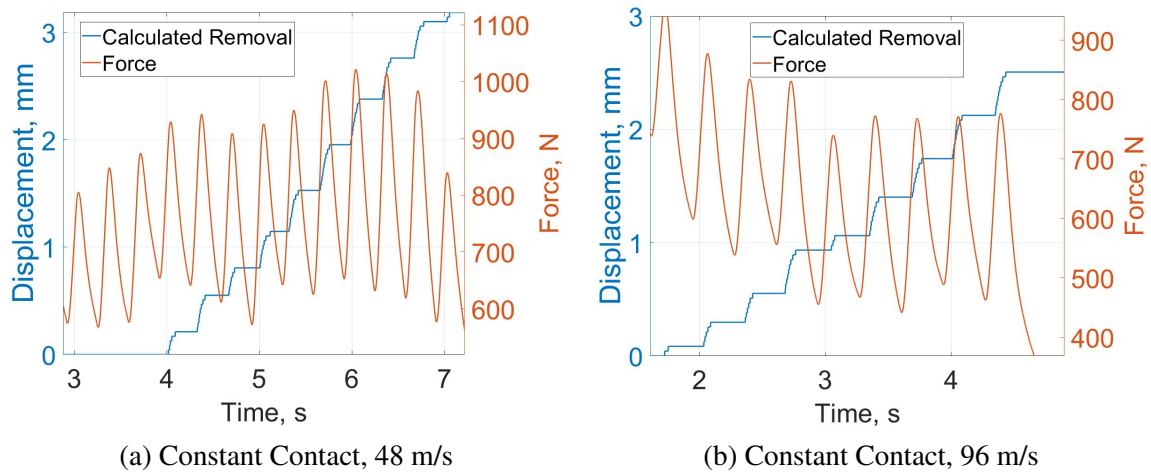 3
2
1
0
Displacement, mm
Calculated Removal
Force
1100
1000
900
800
700
600
Force, N
3 4 5 6 7
Time, s
(a) Constant Contact, 48 m/s
3
2
1
0
Displacement, mm
Calculated Removal
Force
900
800
700
600
500
400
Force, N
2 3 4
Time, s
(b) Constant Contact, 96 m/s